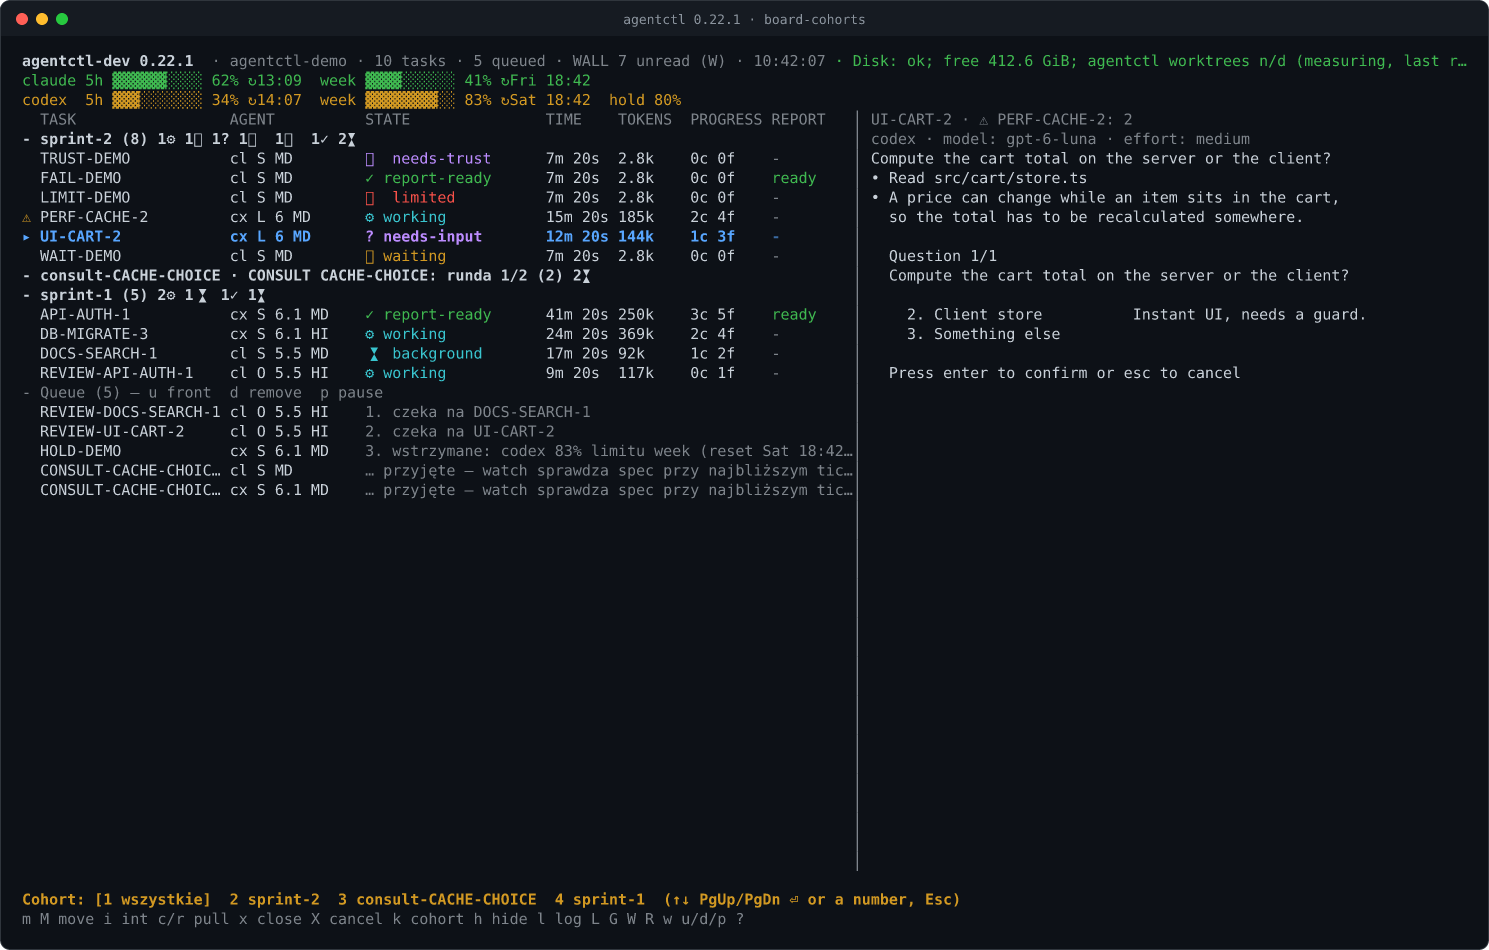 agentctl 0.22.1 · board-cohorts
agentctl-dev 0.22.1 · agentctl-demo · 10 tasks · 5 queued · WALL 7 unread (W) · 10:42:07 · Disk: ok; free 412.6 GiB; agentctl worktrees n/d (measuring, last r…
claude 5h ▓▓▓▓▓▓░░░░ 62% ↻13:09 week ▓▓▓▓░░░░░░ 41% ↻Fri 18:42
codex 5h ▓▓▓░░░░░░░ 34% ↻14:07 week ▓▓▓▓▓▓▓▓░░ 83% ↻Sat 18:42 hold 80%
TASK AGENT STATE TIME TOKENS PROGRESS REPORT
- sprint-2 (8) 1⚙ 1▯ 1? 1▯ 1▯ 1✓ 2⧗
TRUST-DEMO cl S MD ▯ needs-trust 7m 20s 2.8k 0c 0f -
FAIL-DEMO cl S MD ✓ report-ready 7m 20s 2.8k 0c 0f ready
LIMIT-DEMO cl S MD ▯ limited 7m 20s 2.8k 0c 0f -
⚠ PERF-CACHE-2 cx L 6 MD ⚙ working 15m 20s 185k 2c 4f -
▸ UI-CART-2 cx L 6 MD ? needs-input 12m 20s 144k 1c 3f -
WAIT-DEMO cl S MD ▯ waiting 7m 20s 2.8k 0c 0f -
- consult-CACHE-CHOICE · CONSULT CACHE-CHOICE: runda 1/2 (2) 2⧗
- sprint-1 (5) 2⚙ 1⧗ 1✓ 1⧗
API-AUTH-1 cx S 6.1 MD ✓ report-ready 41m 20s 250k 3c 5f ready
DB-MIGRATE-3 cx S 6.1 HI ⚙ working 24m 20s 369k 2c 4f -
DOCS-SEARCH-1 cl S 5.5 MD ⧗ background 17m 20s 92k 1c 2f -
REVIEW-API-AUTH-1 cl O 5.5 HI ⚙ working 9m 20s 117k 0c 1f -
- Queue (5) — u front d remove p pause
REVIEW-DOCS-SEARCH-1 cl O 5.5 HI 1. czeka na DOCS-SEARCH-1
REVIEW-UI-CART-2 cl O 5.5 HI 2. czeka na UI-CART-2
HOLD-DEMO cx S 6.1 MD 3. wstrzymane: codex 83% limitu week (reset Sat 18:42…
CONSULT-CACHE-CHOIC… cl S MD … przyjęte — watch sprawdza spec przy najbliższym tic…
CONSULT-CACHE-CHOIC… cx S 6.1 MD … przyjęte — watch sprawdza spec przy najbliższym tic…
UI-CART-2 · ⚠ PERF-CACHE-2: 2
codex · model: gpt-6-luna · effort: medium
Compute the cart total on the server or the client?
• Read src/cart/store.ts
• A price can change while an item sits in the cart,
so the total has to be recalculated somewhere.
Question 1/1
Compute the cart total on the server or the client?
2. Client store Instant UI, needs a guard.
3. Something else
Press enter to confirm or esc to cancel
Cohort: [1 wszystkie] 2 sprint-2 3 consult-CACHE-CHOICE 4 sprint-1 (↑↓ PgUp/PgDn ⏎ or a number, Esc)
m M move i int c/r pull x close X cancel k cohort h hide l log L G W R w u/d/p ?